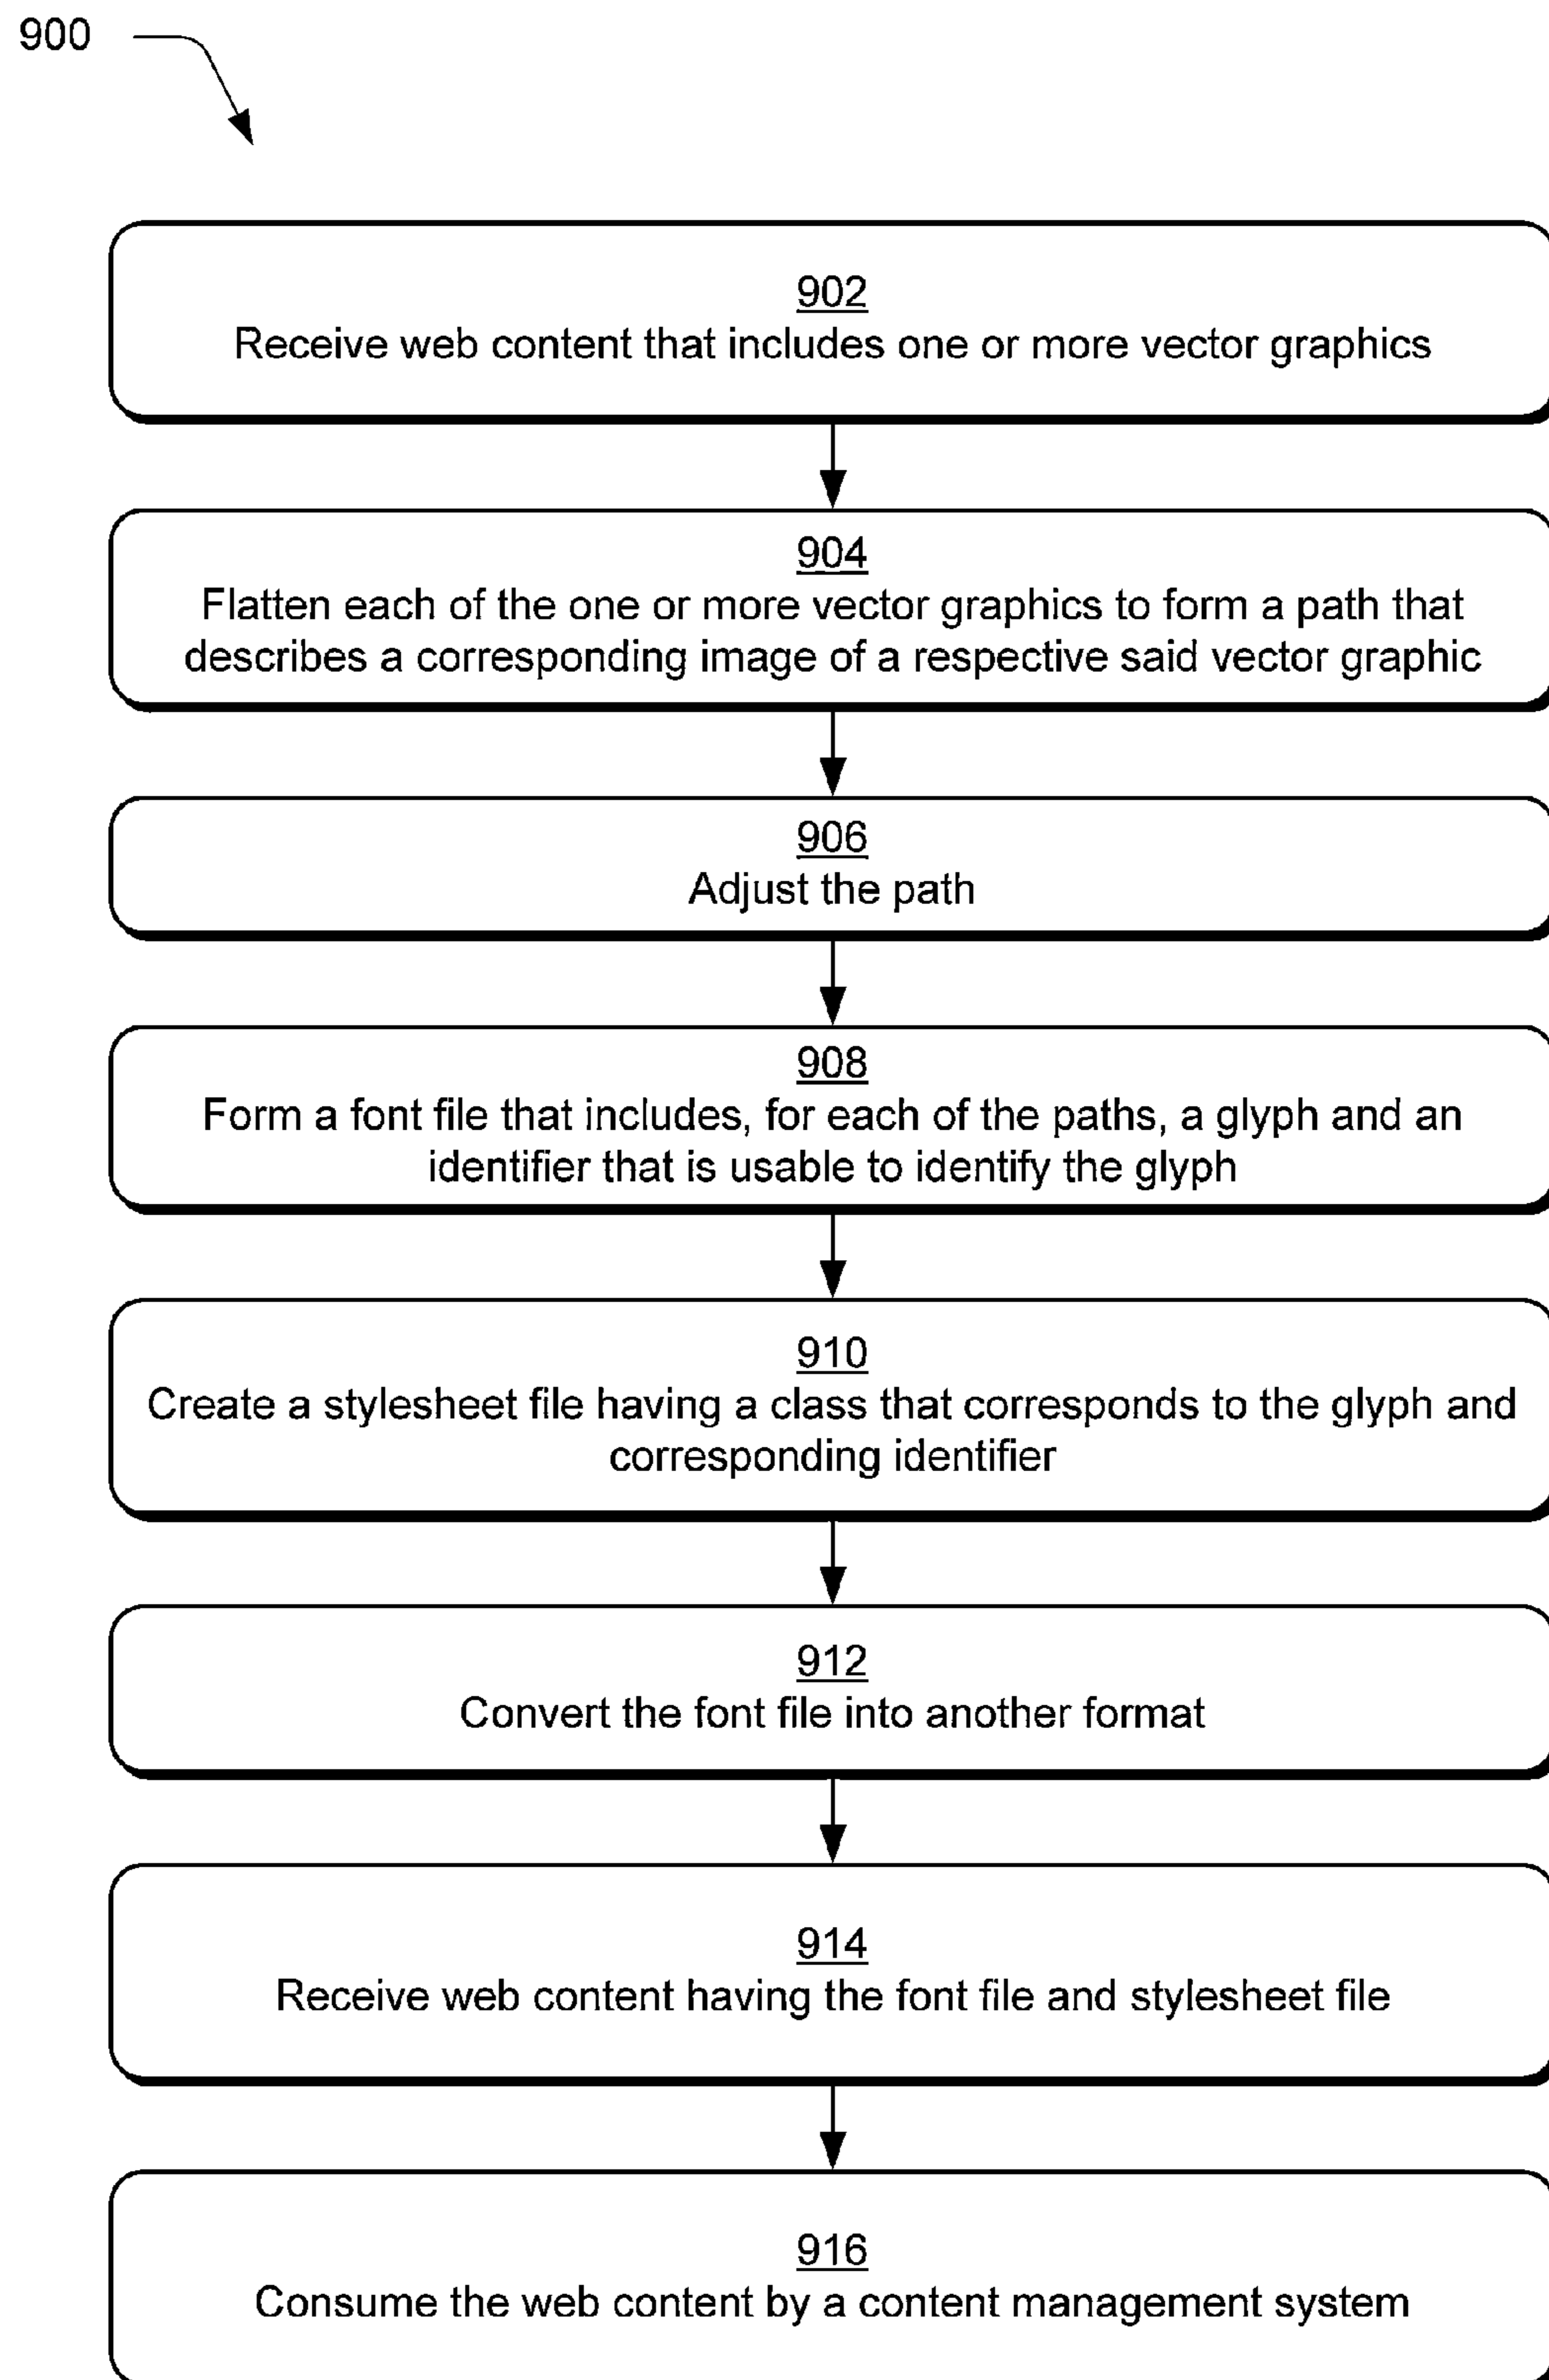 900
902
Receive web content that includes one or more vector graphics
904
Flatten each of the one or more vector graphics to form a path that
describes a corresponding image of a respective said vector graphic
906
Adjust the path
908
Form a font file that includes, for each of the paths, a glyph and an
identifier that is usable to identify the glyph
910
Create a stylesheet file having a class that corresponds to the glyph and
corresponding identifier
912
Convert the font file into another format
914
Receive web content having the font file and stylesheet file
916
Consume the web content by a content management system